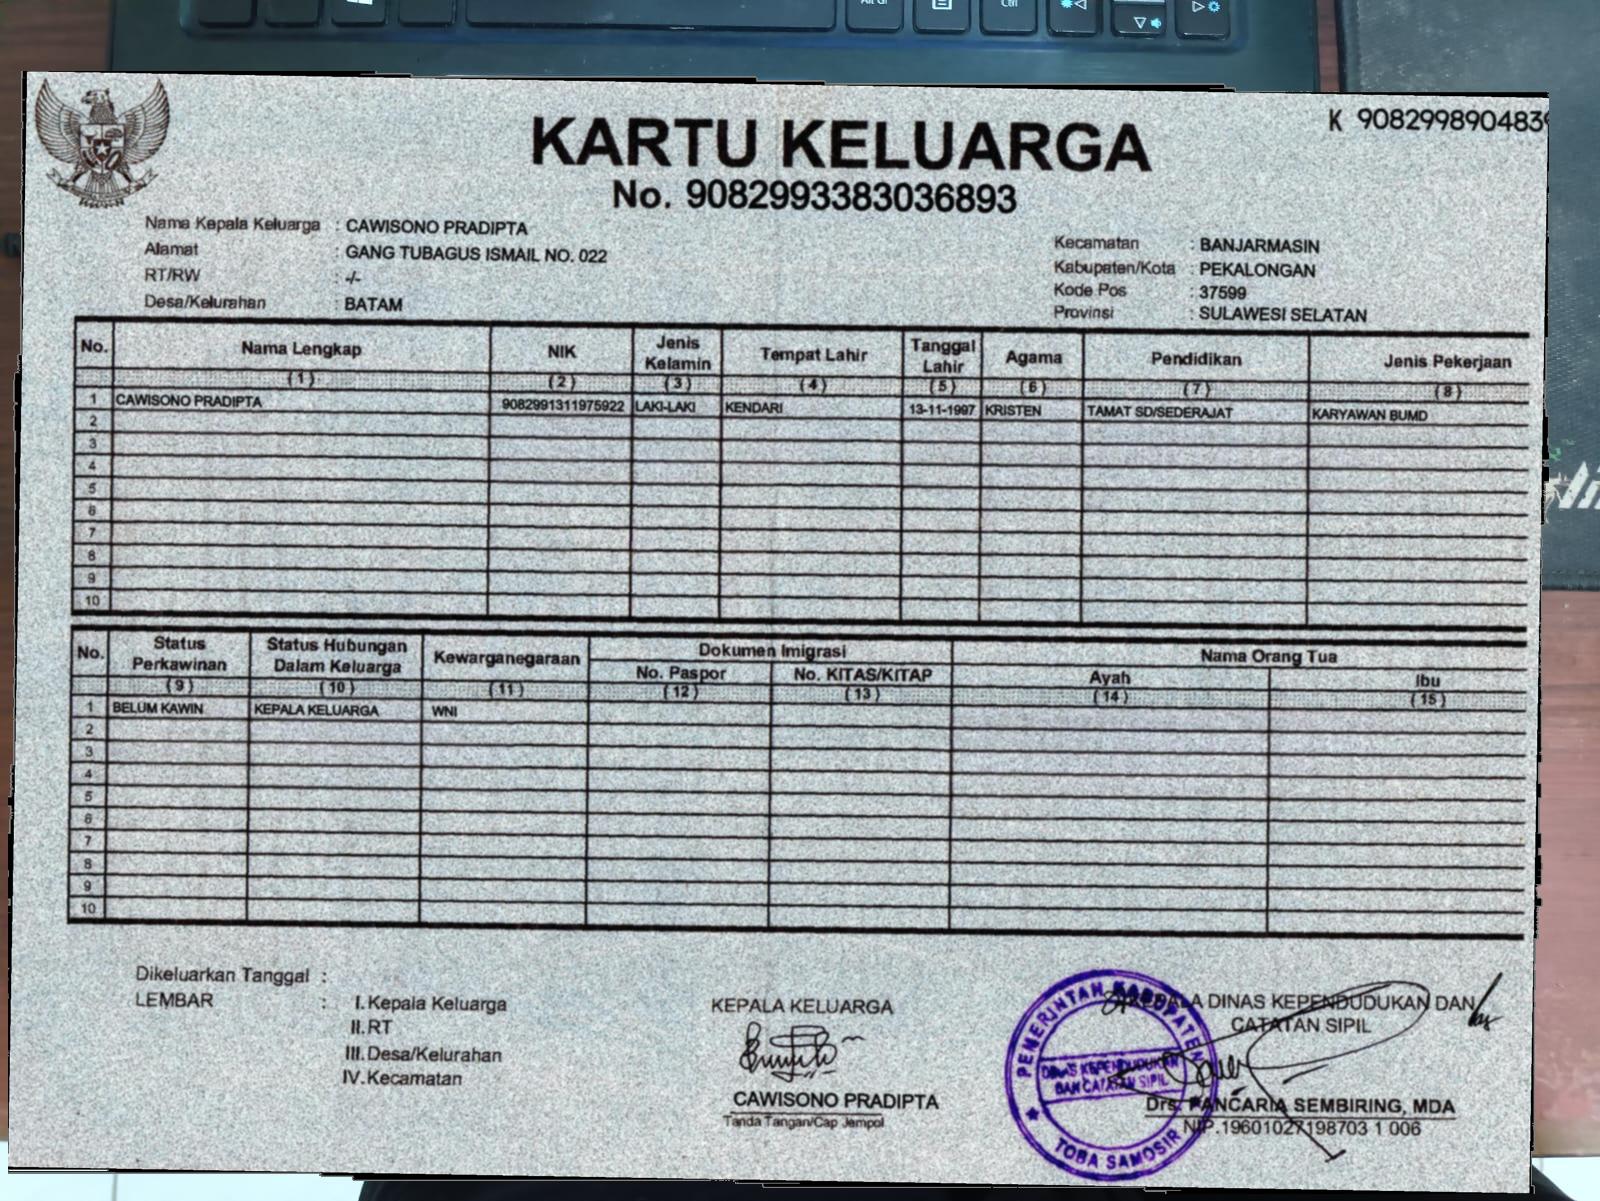 K 908299890483
KARTU KELUARGA
No. 9082993383036893
Nama Kepala Keluarga : CAWISONO PRADIPTA
Alamat : GANG TUBAGUS ISMAIL NO. 022
RT/RW : -/-
Desa/Kelurahan : BATAM
Kecamatan : BANJARMASIN
Kabupaten/Kota : PEKALONGAN
Kode Pos : 37599
Provinsi : SULAWESI SELATAN
No. Nama Lengkap NIK Jenis Kelamin Tempat Lahir Tanggal Lahir Agama Pendidikan Jenis Pekerjaan
(1) (2) (3) (4) (5) (6) (7) (8)
1 CAWISONO PRADIPTA 9082991311975922 LAKI-LAKI KENDARI 13-11-1997 KRISTEN TAMAT SD/SEDERAJAT KARYAWAN BUMD
2
3
4
5
6
7
8
9
10
No. Status Perkawinan Status Hubungan Dalam Keluarga Kewarganegaraan Dokumen Imigrasi Nama Orang Tua
No. Paspor No. KITAS/KITAP Ayah Ibu
(9) (10) (11) (12) (13) (14) (15)
1 BELUM KAWIN KEPALA KELUARGA WNI
2
3
4
5
6
7
8
9
10
Dikeluarkan Tanggal :
LEMBAR : I. Kepala Keluarga
II. RT
III. Desa/Kelurahan
IV. Kecamatan
KEPALA KELUARGA
CAWISONO PRADIPTA
Tanda Tangan/Cap Jempol
KEPALA DINAS KEPENDUDUKAN DAN
CATATAN SIPIL
PEMERINTAH KABUPATEN
DINAS KEPENDUDUKAN
DAN CATATAN SIPIL
TOBA SAMOSIR
Drs. PANCARIA SEMBIRING, MDA
NIP.19601027198703 1 006
Alt Gr
Ctrl